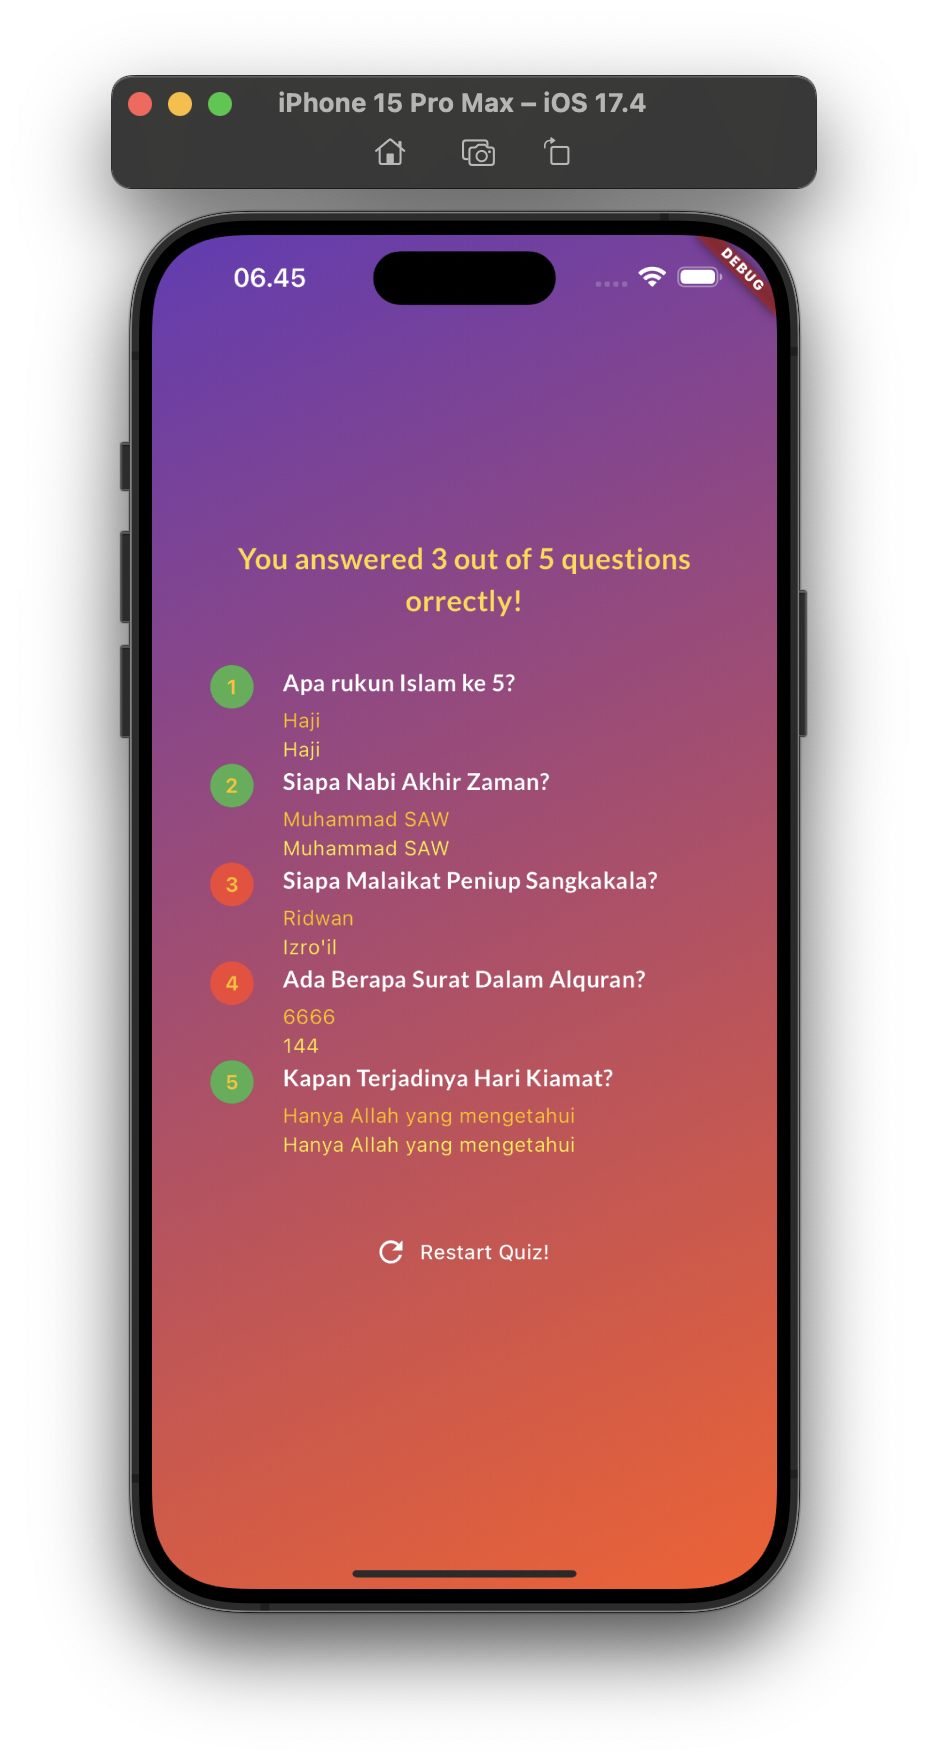 iPhone 15 Pro Max – iOS 17.4
06.45
DEBUG
You answered 3 out of 5 questions
orrectly!
1 Apa rukun Islam ke 5?
Haji
Haji
2 Siapa Nabi Akhir Zaman?
Muhammad SAW
Muhammad SAW
3 Siapa Malaikat Peniup Sangkakala?
Ridwan
Izro'il
4 Ada Berapa Surat Dalam Alquran?
6666
144
5 Kapan Terjadinya Hari Kiamat?
Hanya Allah yang mengetahui
Hanya Allah yang mengetahui
Restart Quiz!